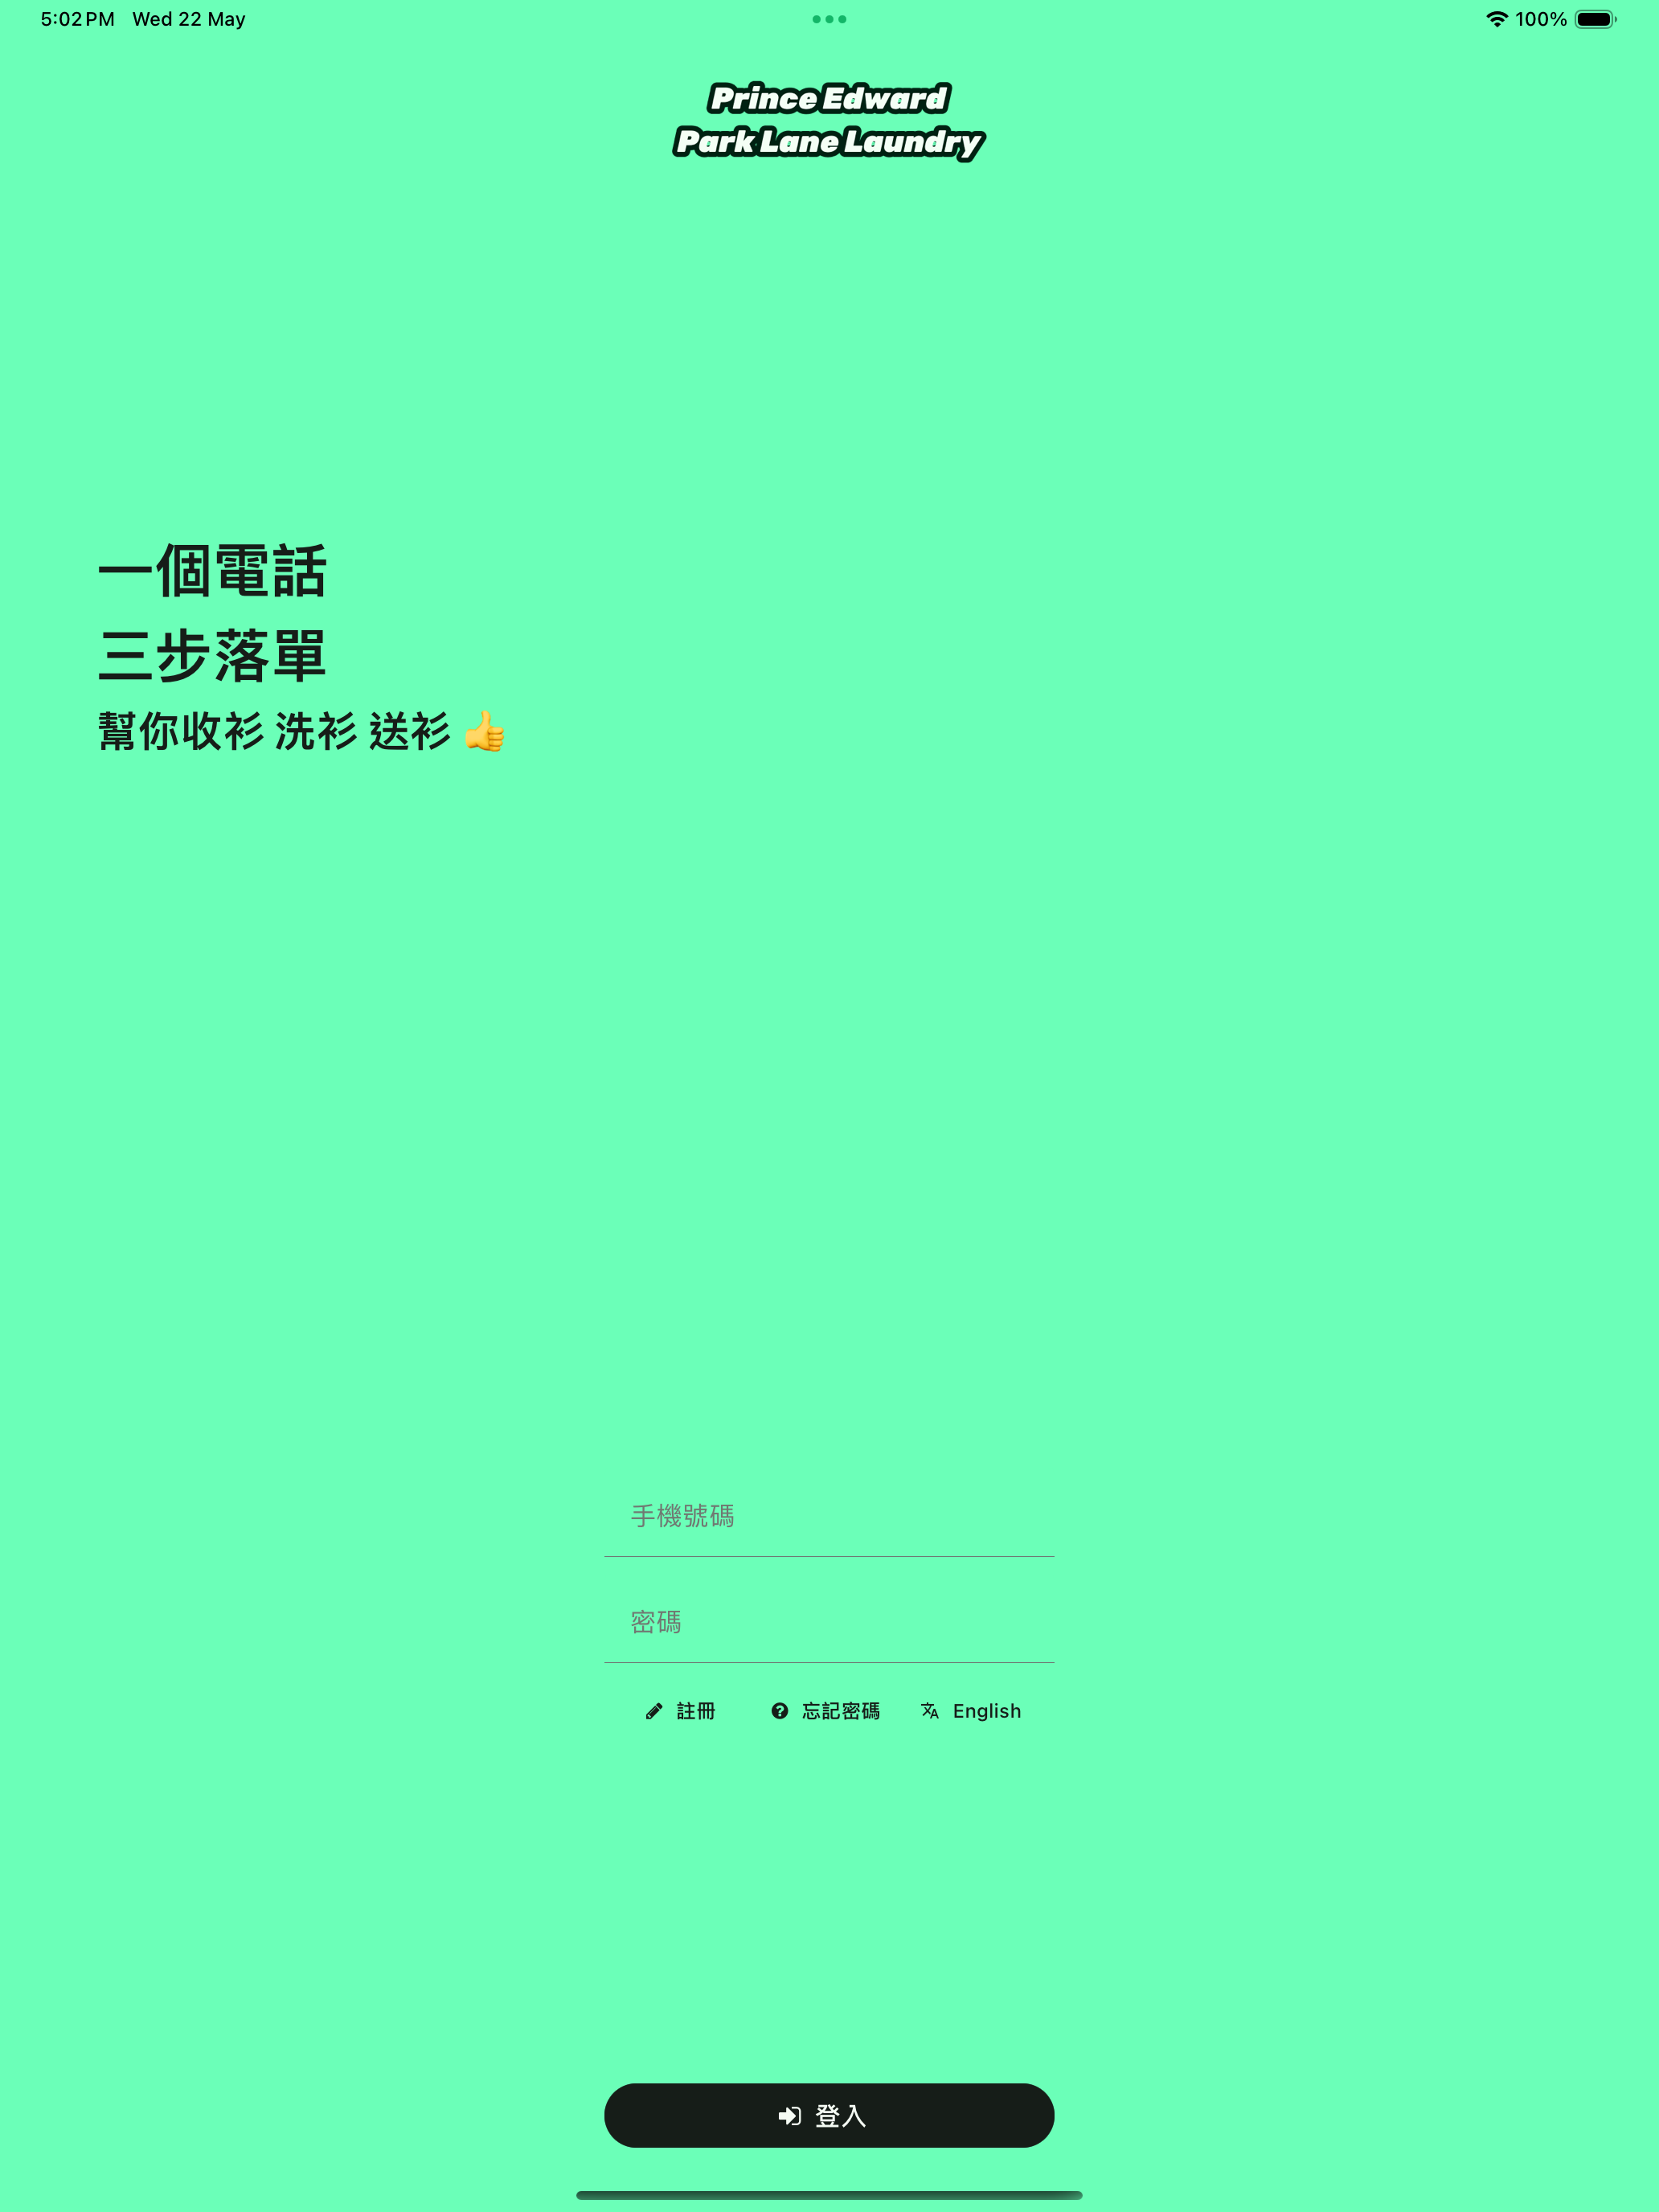 5:02 PM Wed 22 May
100%
Prince Edward
Park Lane Laundry
一個電話
三步落單
幫你收衫 洗衫 送衫 👍
手機號碼
密碼
註冊 忘記密碼 English
登入